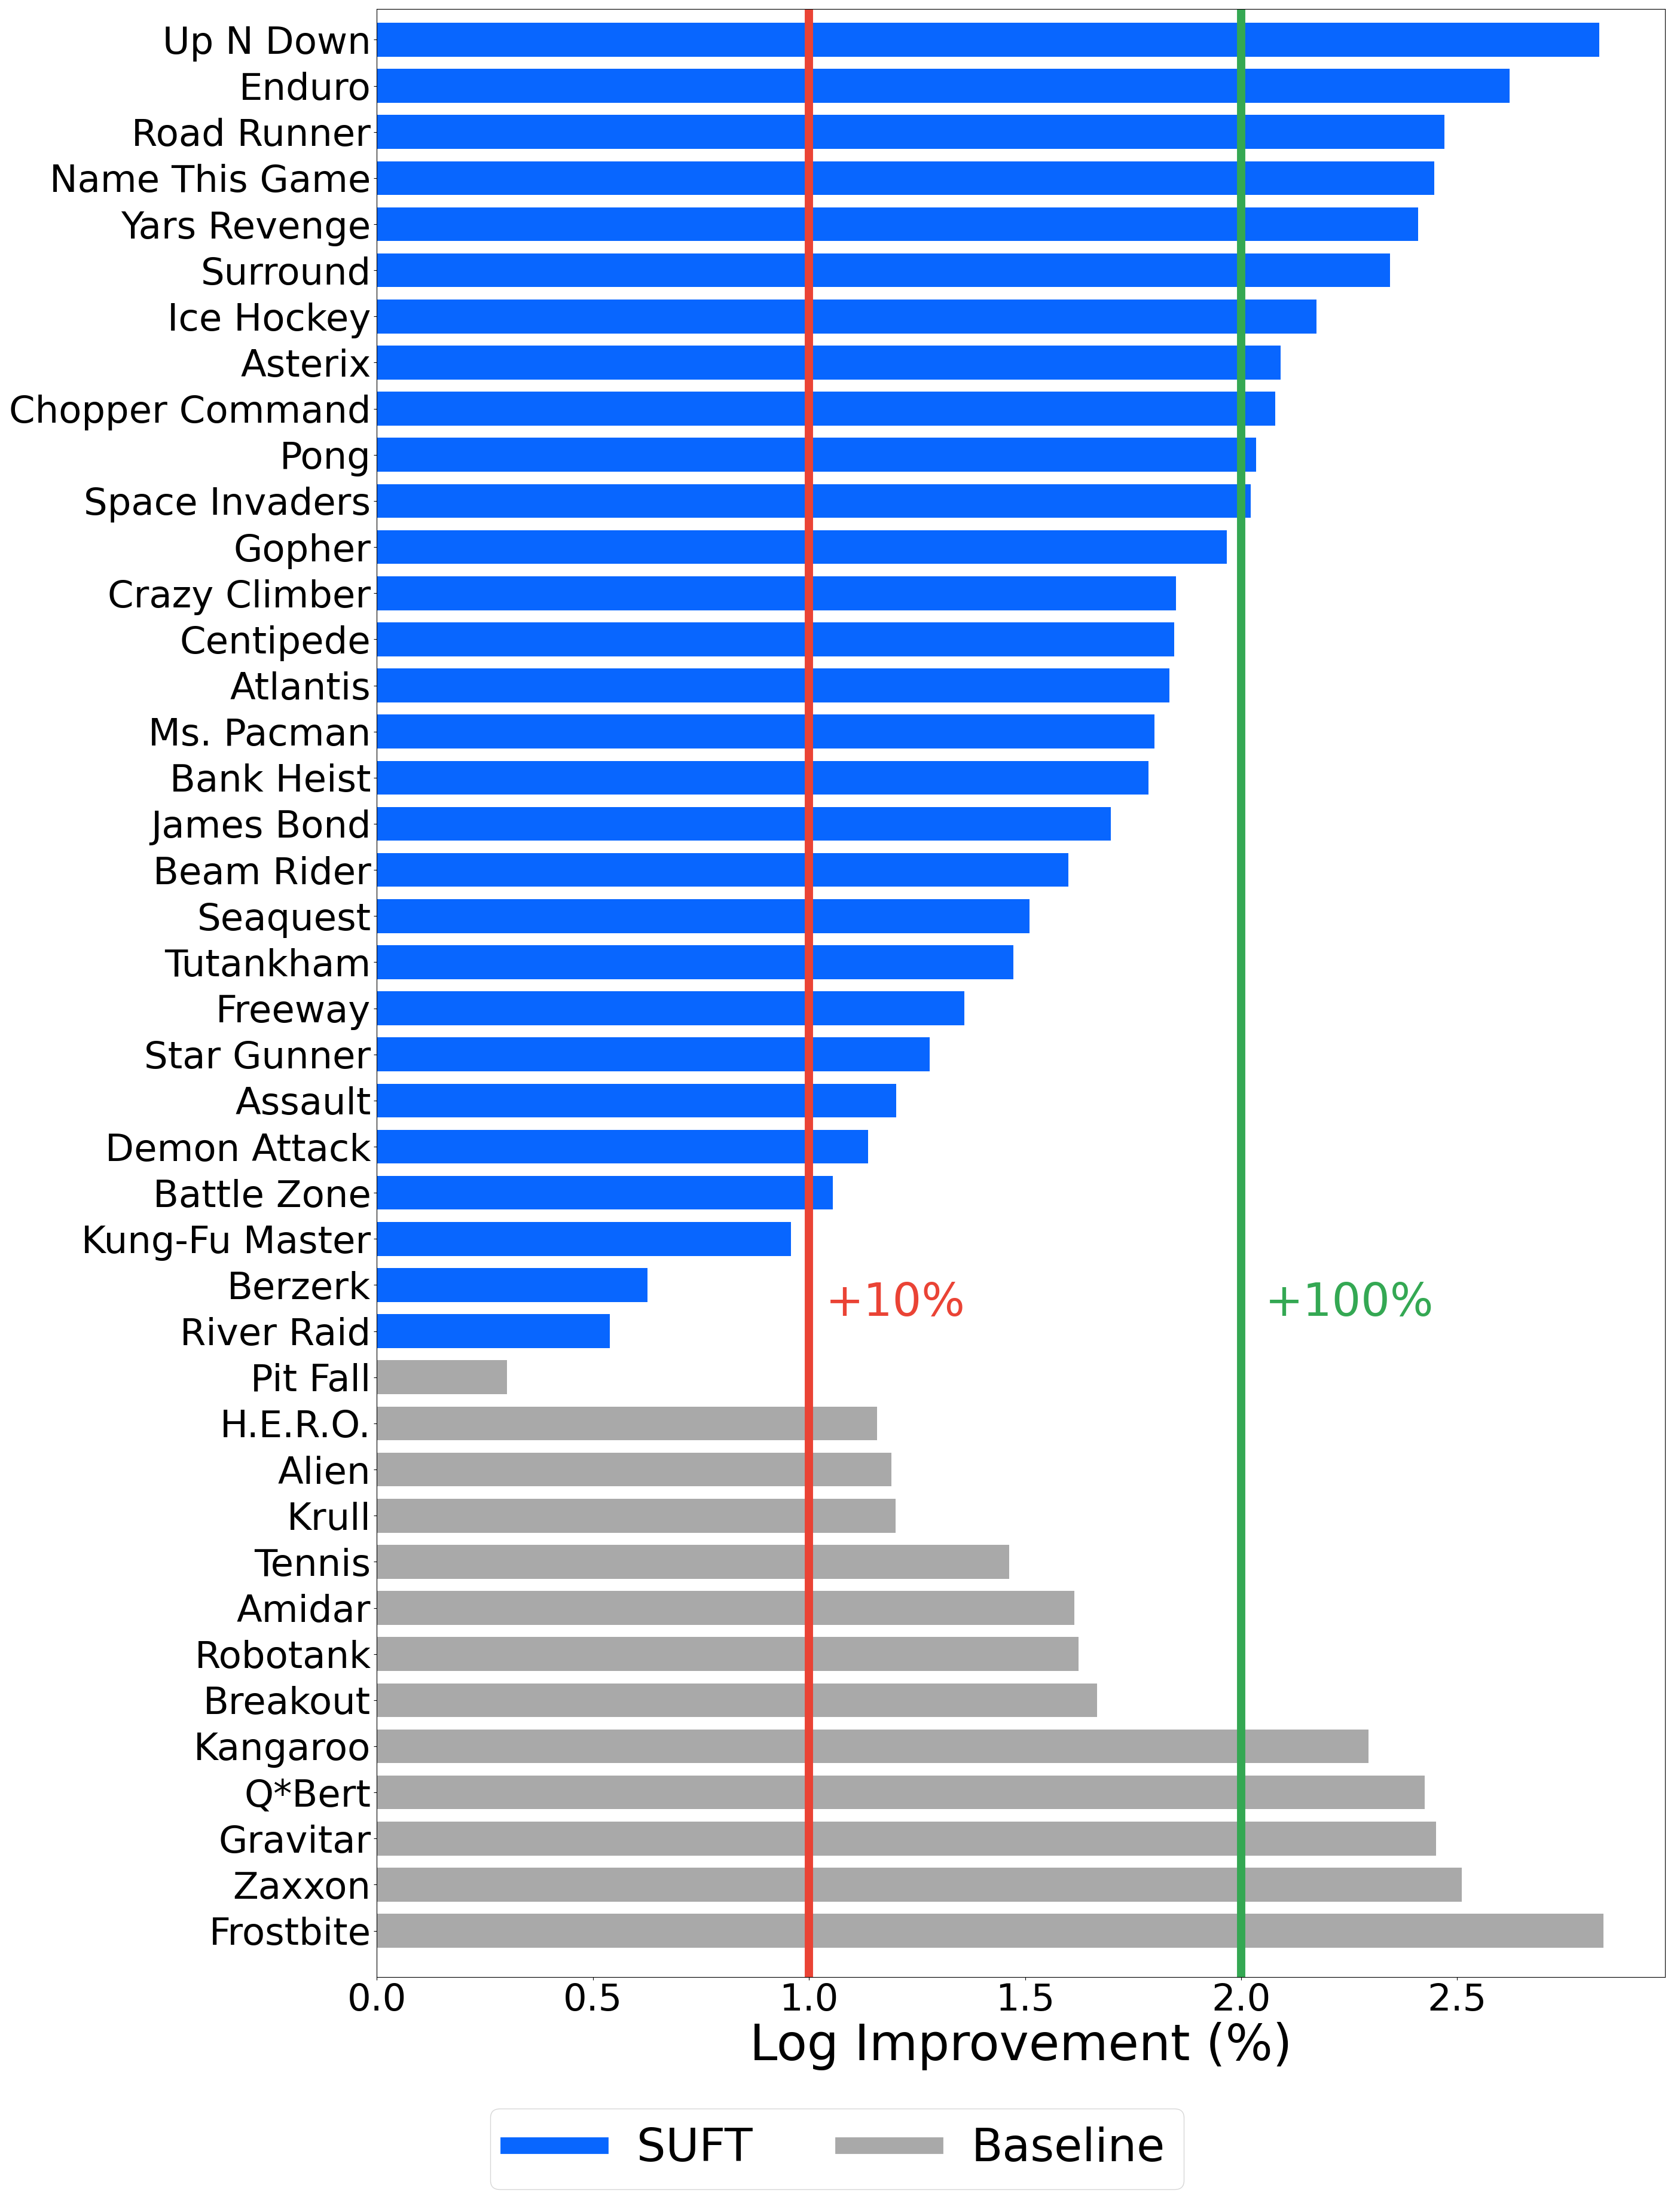 Up N Down
Enduro
Road Runner
Name This Game
Yars Revenge
Surround
Ice Hockey
Asterix
Chopper Command
Pong
Space Invaders
Gopher
Crazy Climber
Centipede
Atlantis
Ms. Pacman
Bank Heist
James Bond
Beam Rider
Seaquest
Tutankham
Freeway
Star Gunner
Assault
Demon Attack
Battle Zone
Kung-Fu Master
Berzerk
+10% +100%
River Raid
Pit Fall
H.E.R.O.
Alien
Krull
Tennis
Amidar
Robotank
Breakout
Kangaroo
Q*Bert
Gravitar
Zaxxon
Frostbite
0.0 0.5 1.0 1.5 2.0 2.5
Log Improvement (%)
SUFT Baseline